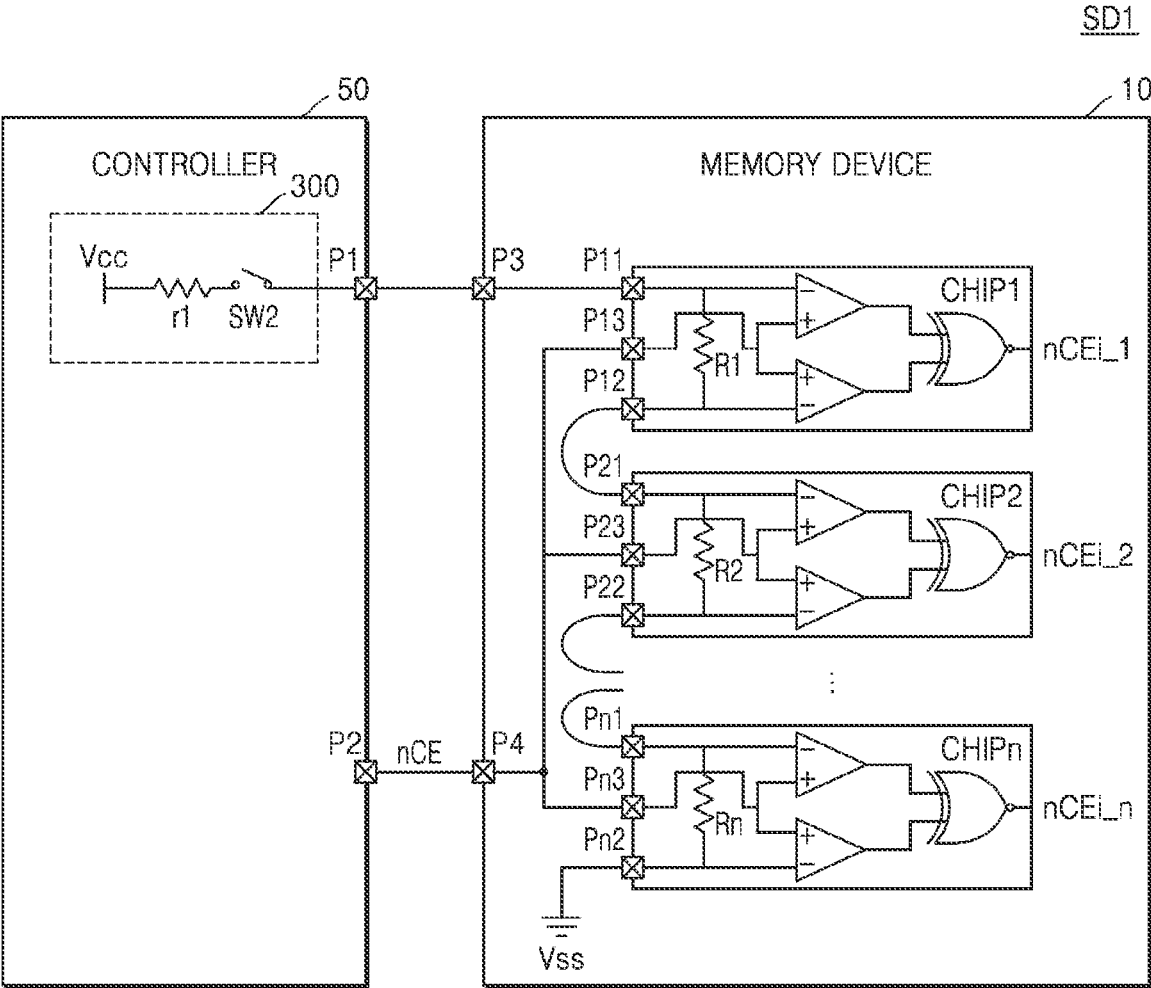 SD1
50
10
CONTROLLER
MEMORY DEVICE
300
Vcc
r1
SW2
P1
P3
P11
P13
P12
R1
−
+
+
−
CHIP1
nCEi_1
P21
P23
P22
R2
−
+
+
−
CHIP2
nCEi_2
⋮
P2
nCE
P4
Pn1
Pn3
Pn2
Rn
−
+
+
−
CHIPn
nCEi_n
Vss